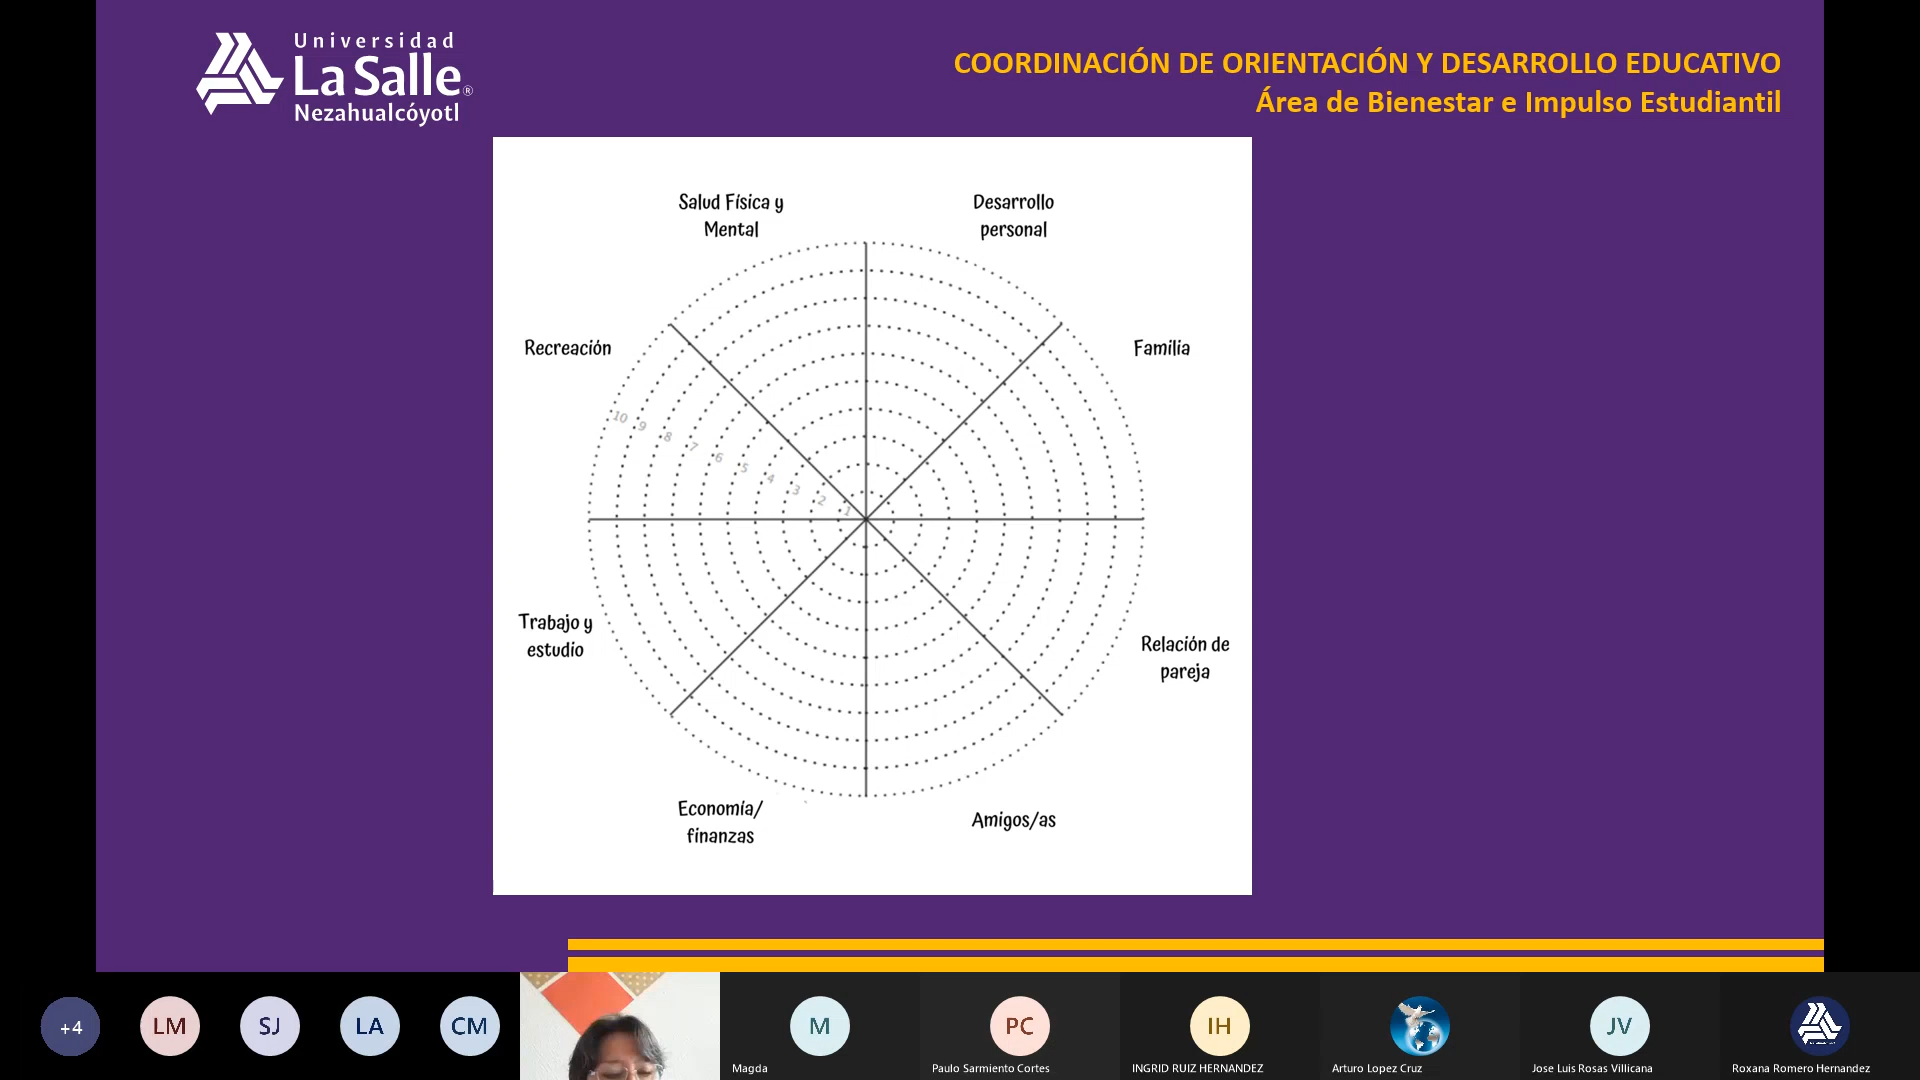 Universidad
La Salle®
Nezahualcóyotl
COORDINACIÓN DE ORIENTACIÓN Y DESARROLLO EDUCATIVO
Área de Bienestar e Impulso Estudiantil
Salud Física y
Mental
Desarrollo
personal
Recreación
Familia
10 9 8 7 6 5 4 3 2 1
Trabajo y
estudio
Relación de
pareja
Economía/
finanzas
Amigos/as
+4
LM
SJ
LA
CM
M
PC
IH
JV
Magda
Paulo Sarmiento Cortes
INGRID RUIZ HERNANDEZ
Arturo Lopez Cruz
Jose Luis Rosas Villicana
Roxana Romero Hernandez